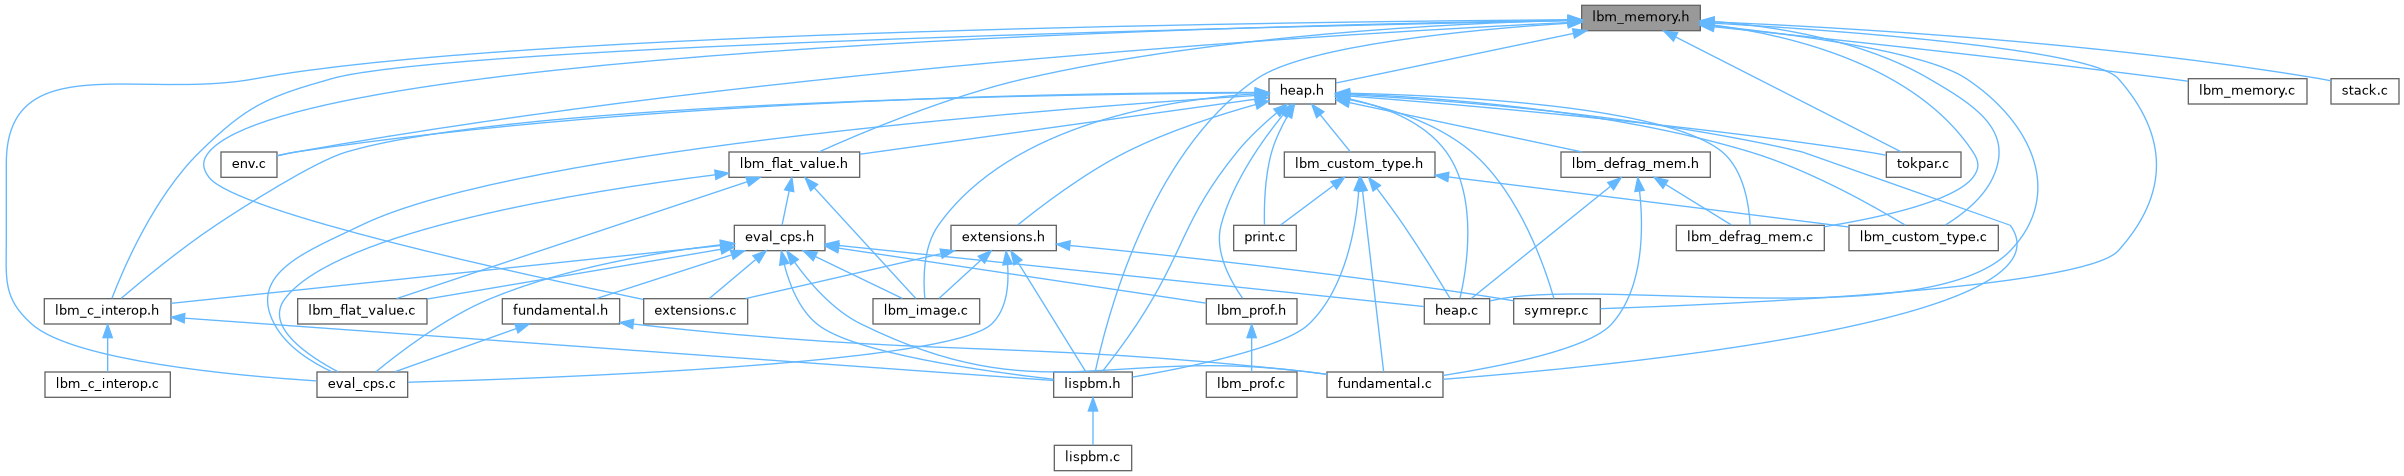 lbm_memory.h
heap.h
lbm_memory.c
stack.c
env.c
lbm_flat_value.h
lbm_custom_type.h
lbm_defrag_mem.h
tokpar.c
eval_cps.h
extensions.h
print.c
lbm_defrag_mem.c
lbm_custom_type.c
lbm_c_interop.h
lbm_flat_value.c
fundamental.h
extensions.c
lbm_image.c
lbm_prof.h
heap.c
symrepr.c
lbm_c_interop.c
eval_cps.c
lispbm.h
lbm_prof.c
fundamental.c
lispbm.c